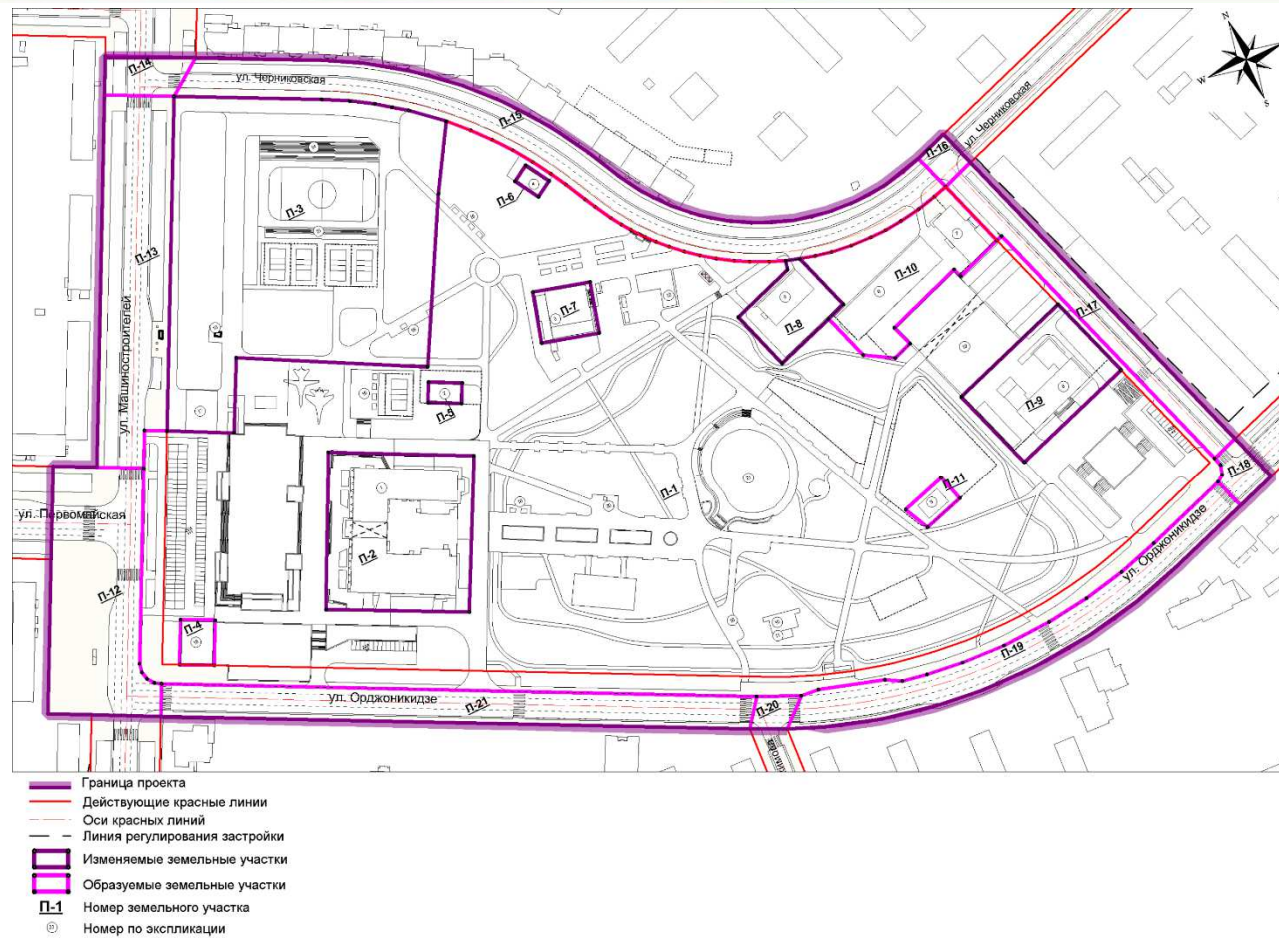 N
W
S
П-14
ул. Черниковская
П-15
П-16
ул. Черниковская
П-3
П-6
П-13
П-10
П-7
П-8
П-17
ул. Машиностроителей
П-5
П-9
П-18
П-11
П-1
ул. Первомайская
П-2
ул. Орджоникидзе
П-12
П-4
П-19
ул. Орджоникидзе
П-21
П-20
Граница проекта
Действующие красные линии
Оси красных линий
Линия регулирования застройки
Изменяемые земельные участки
Образуемые земельные участки
П-1 Номер земельного участка
Номер по экспликации